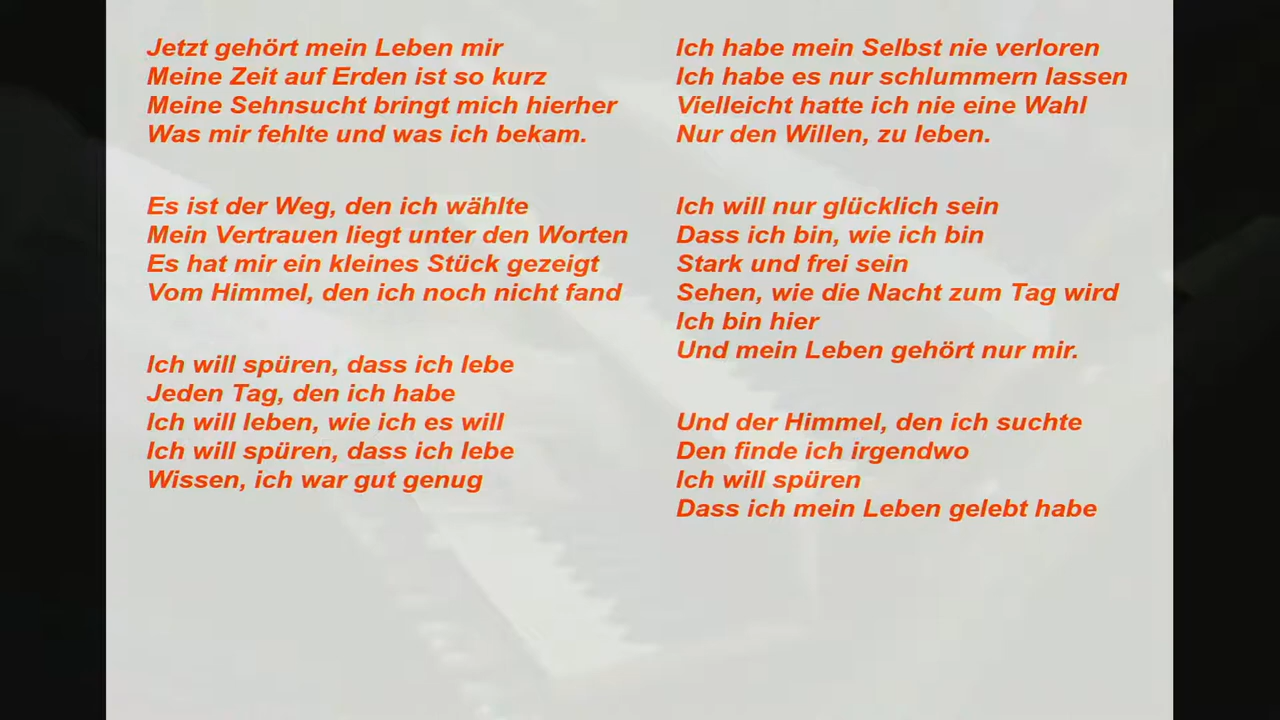 Jetzt gehört mein Leben mir
Meine Zeit auf Erden ist so kurz
Meine Sehnsucht bringt mich hierher
Was mir fehlte und was ich bekam.
Es ist der Weg, den ich wählte
Mein Vertrauen liegt unter den Worten
Es hat mir ein kleines Stück gezeigt
Vom Himmel, den ich noch nicht fand
Ich will spüren, dass ich lebe
Jeden Tag, den ich habe
Ich will leben, wie ich es will
Ich will spüren, dass ich lebe
Wissen, ich war gut genug
Ich habe mein Selbst nie verloren
Ich habe es nur schlummern lassen
Vielleicht hatte ich nie eine Wahl
Nur den Willen, zu leben.
Ich will nur glücklich sein
Dass ich bin, wie ich bin
Stark und frei sein
Sehen, wie die Nacht zum Tag wird
Ich bin hier
Und mein Leben gehört nur mir.
Und der Himmel, den ich suchte
Den finde ich irgendwo
Ich will spüren
Dass ich mein Leben gelebt habe